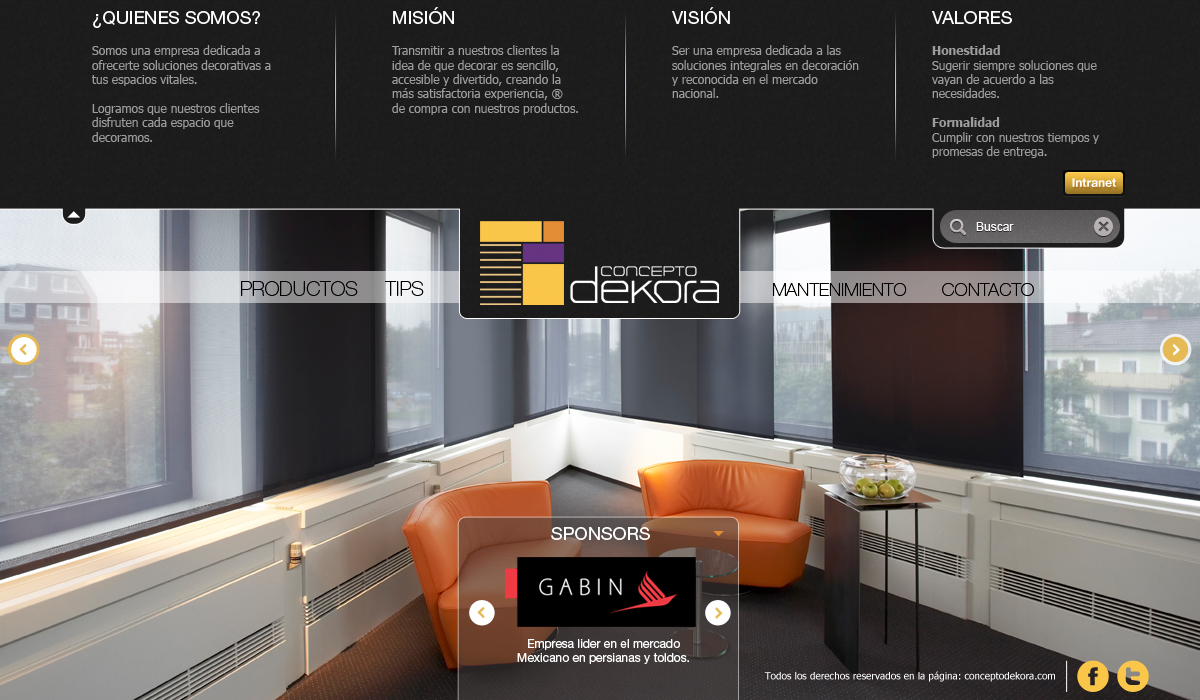 ¿QUIENES SOMOS?
Somos una empresa dedicada a
ofrecerte soluciones decorativas a
tus espacios vitales.
Logramos que nuestros clientes
disfruten cada espacio que
decoramos.
MISIÓN
Transmitir a nuestros clientes la
idea de que decorar es sencillo,
accesible y divertido, creando la
más satisfactoria experiencia, ®
de compra con nuestros productos.
VISIÓN
Ser una empresa dedicada a las
soluciones integrales en decoración
y reconocida en el mercado
nacional.
VALORES
Honestidad
Sugerir siempre soluciones que
vayan de acuerdo a las
necesidades.
Formalidad
Cumplir con nuestros tiempos y
promesas de entrega.
Intranet
Buscar
PRODUCTOS
TIPS
CONCEPTO
dekora
MANTENIMIENTO
CONTACTO
SPONSORS
GABIN
Empresa lider en el mercado
Mexicano en persianas y toldos.
Todos los derechos reservados en la página: conceptodekora.com